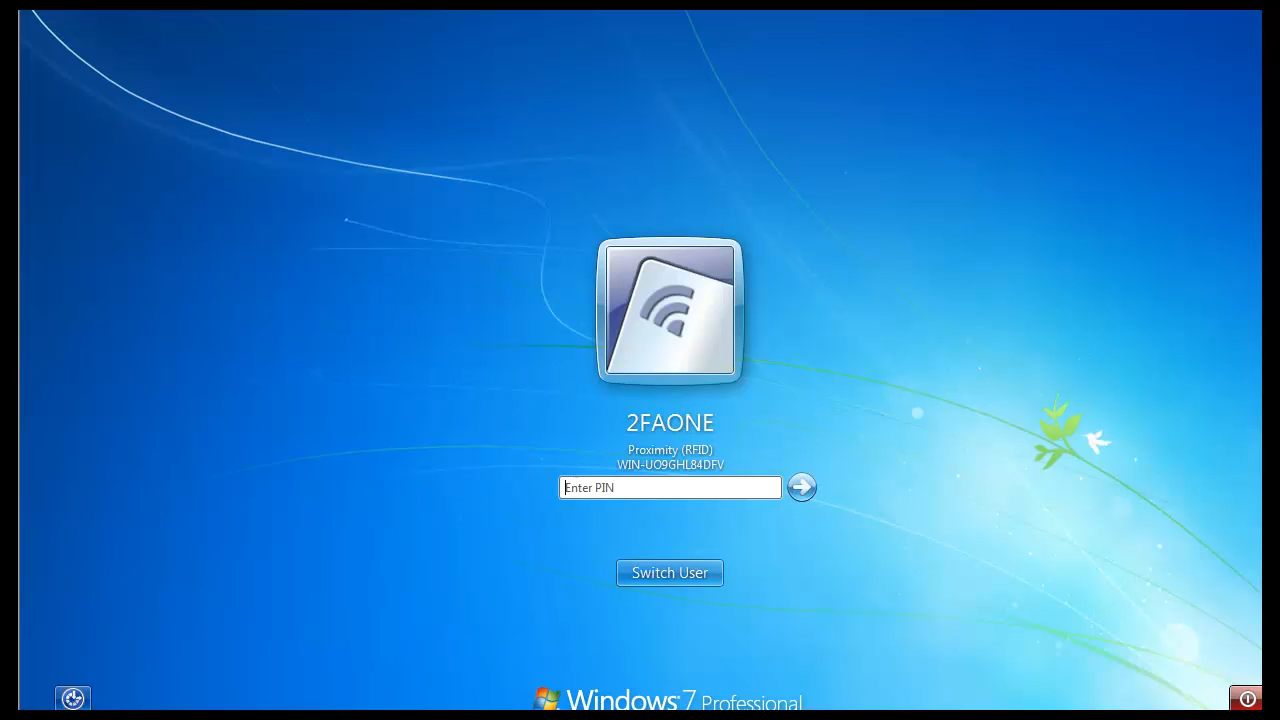 2FAONE
Proximity (RFID)
WIN-UO9GHL84DFV
Enter PIN
Switch User
Windows 7 Professional